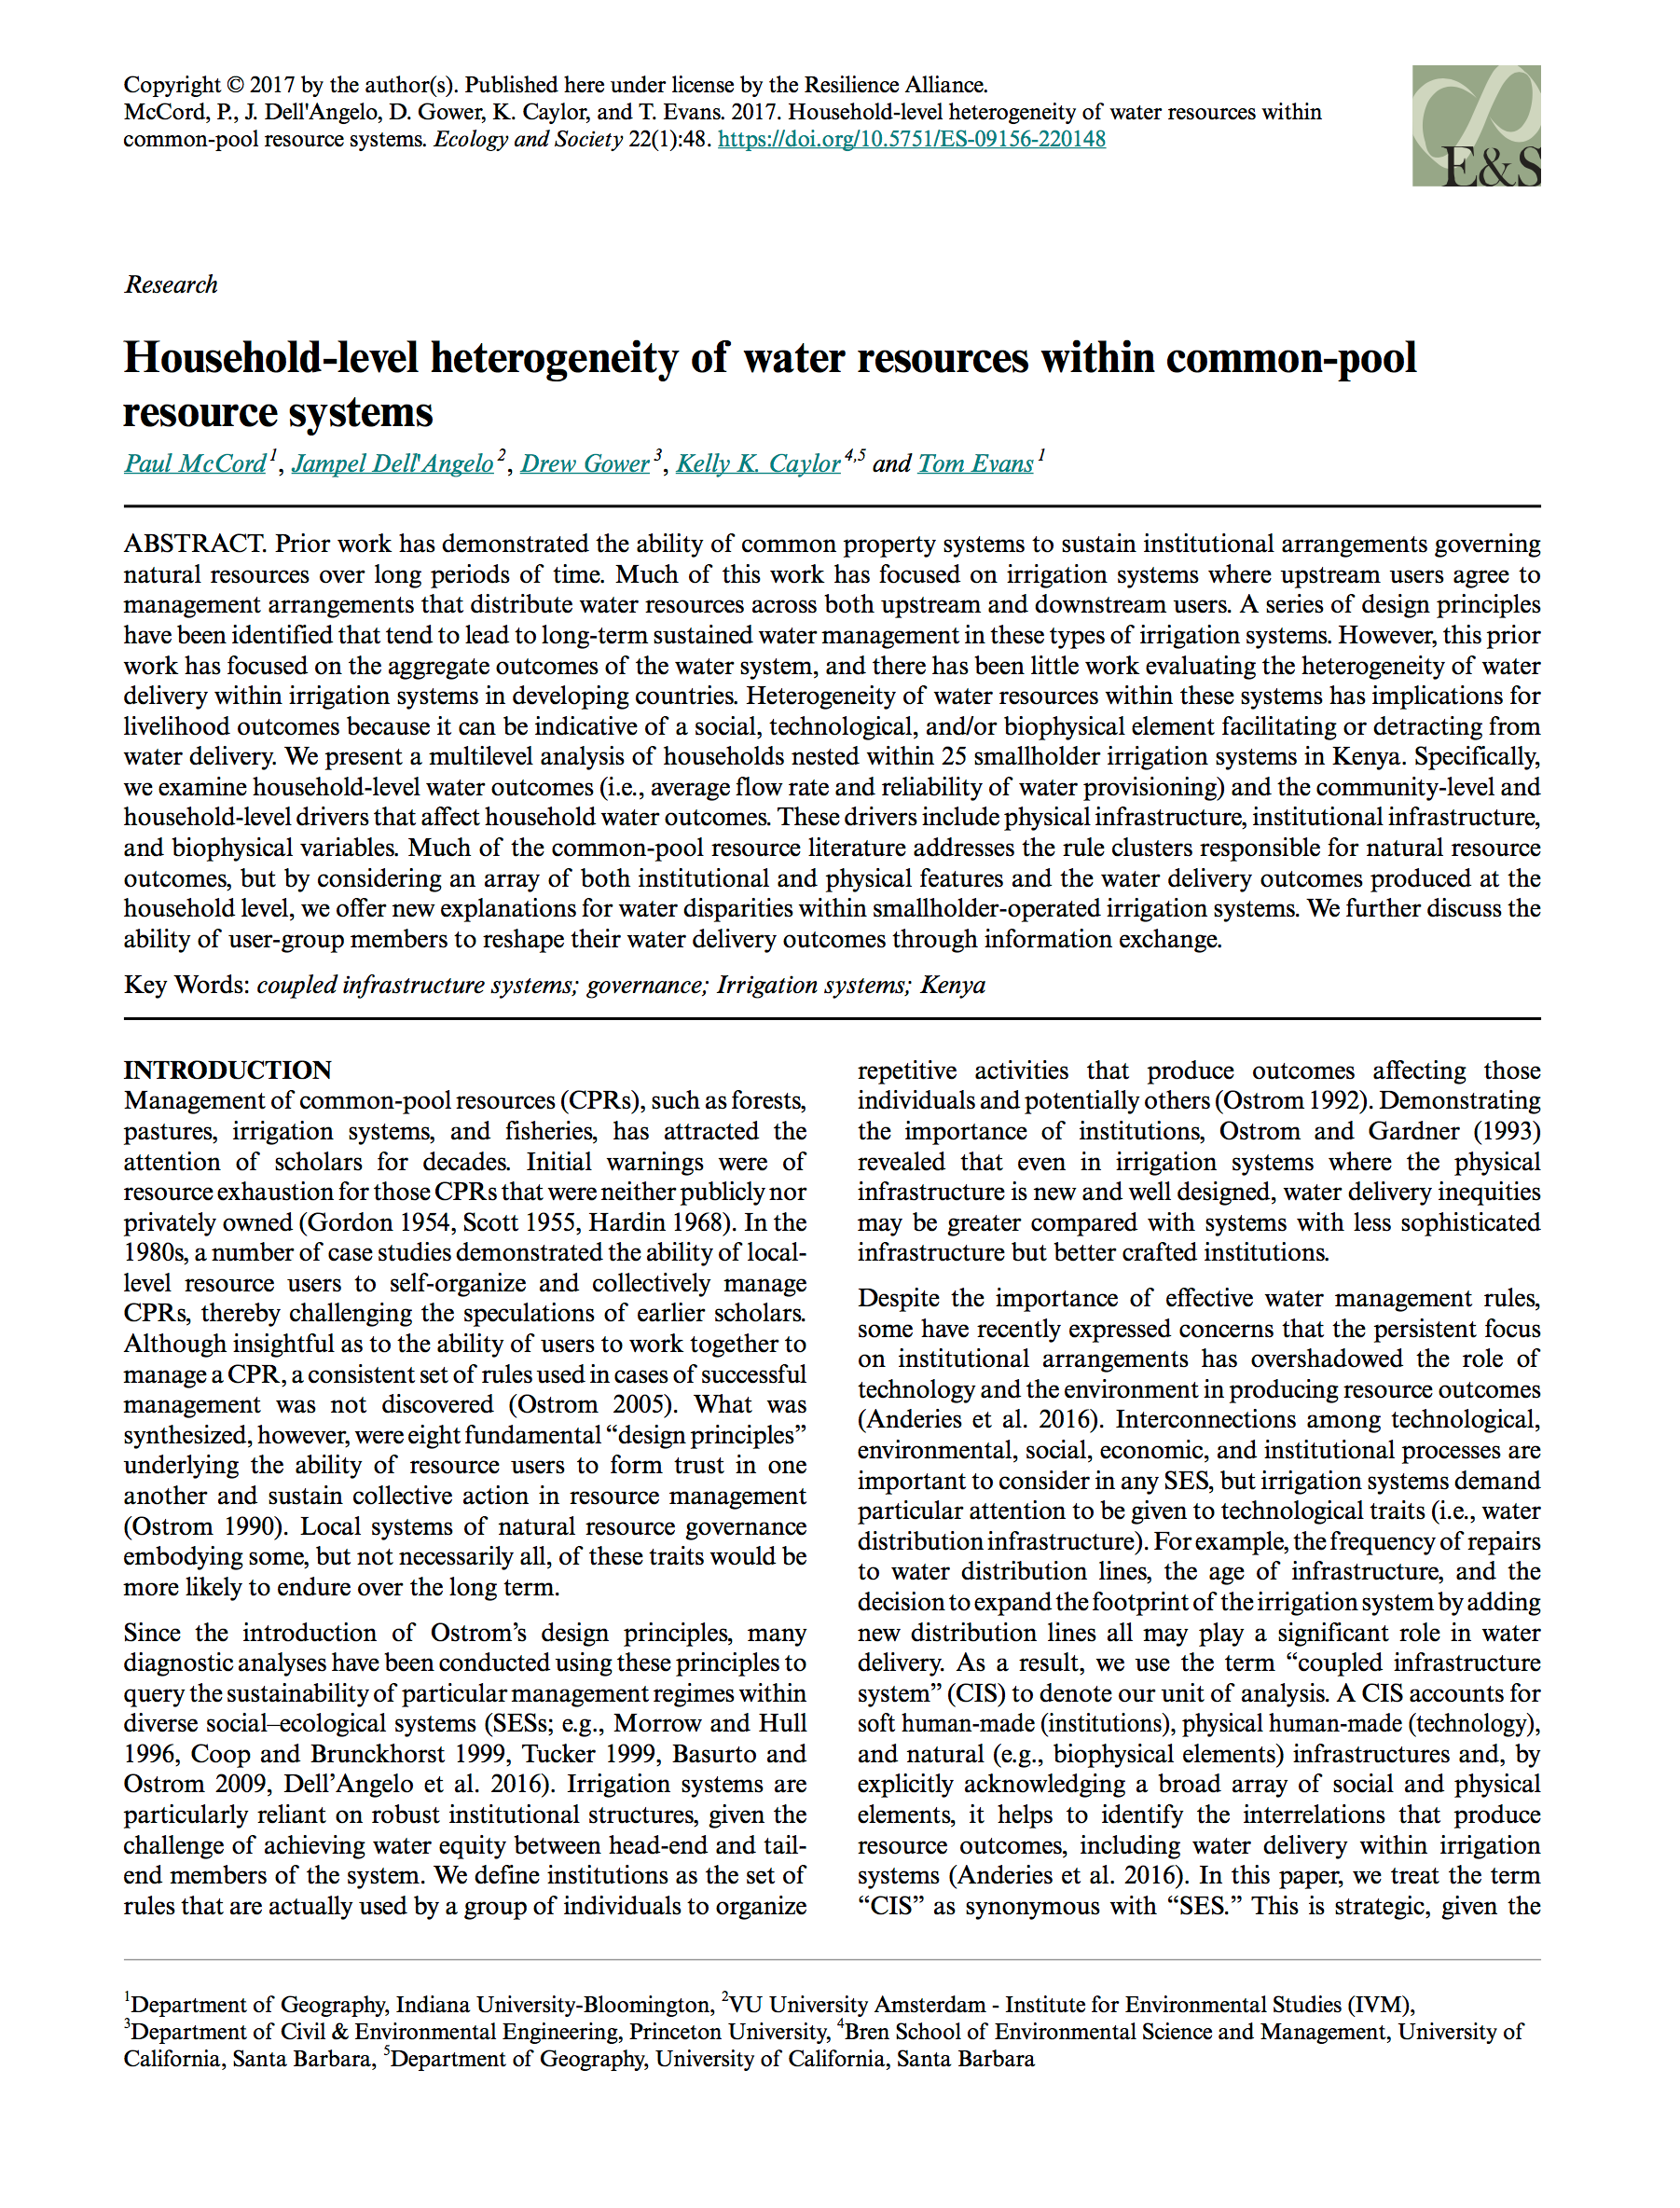 Copyright © 2017 by the author(s). Published here under license by the Resilience Alliance.
McCord, P., J. Dell'Angelo, D. Gower, K. Caylor, and T. Evans. 2017. Household-level heterogeneity of water resources within
common-pool resource systems. Ecology and Society 22(1):48. https://doi.org/10.5751/ES-09156-220148
E&S
Research
Household-level heterogeneity of water resources within common-pool
resource systems
Paul McCord 1, Jampel Dell'Angelo 2, Drew Gower 3, Kelly K. Caylor 4,5 and Tom Evans 1
ABSTRACT. Prior work has demonstrated the ability of common property systems to sustain institutional arrangements governing
natural resources over long periods of time. Much of this work has focused on irrigation systems where upstream users agree to
management arrangements that distribute water resources across both upstream and downstream users. A series of design principles
have been identified that tend to lead to long-term sustained water management in these types of irrigation systems. However, this prior
work has focused on the aggregate outcomes of the water system, and there has been little work evaluating the heterogeneity of water
delivery within irrigation systems in developing countries. Heterogeneity of water resources within these systems has implications for
livelihood outcomes because it can be indicative of a social, technological, and/or biophysical element facilitating or detracting from
water delivery. We present a multilevel analysis of households nested within 25 smallholder irrigation systems in Kenya. Specifically,
we examine household-level water outcomes (i.e., average flow rate and reliability of water provisioning) and the community-level and
household-level drivers that affect household water outcomes. These drivers include physical infrastructure, institutional infrastructure,
and biophysical variables. Much of the common-pool resource literature addresses the rule clusters responsible for natural resource
outcomes, but by considering an array of both institutional and physical features and the water delivery outcomes produced at the
household level, we offer new explanations for water disparities within smallholder-operated irrigation systems. We further discuss the
ability of user-group members to reshape their water delivery outcomes through information exchange.
Key Words: coupled infrastructure systems; governance; Irrigation systems; Kenya
INTRODUCTION
Management of common-pool resources (CPRs), such as forests,
pastures, irrigation systems, and fisheries, has attracted the
attention of scholars for decades. Initial warnings were of
resource exhaustion for those CPRs that were neither publicly nor
privately owned (Gordon 1954, Scott 1955, Hardin 1968). In the
1980s, a number of case studies demonstrated the ability of local-
level resource users to self-organize and collectively manage
CPRs, thereby challenging the speculations of earlier scholars.
Although insightful as to the ability of users to work together to
manage a CPR, a consistent set of rules used in cases of successful
management was not discovered (Ostrom 2005). What was
synthesized, however, were eight fundamental “design principles”
underlying the ability of resource users to form trust in one
another and sustain collective action in resource management
(Ostrom 1990). Local systems of natural resource governance
embodying some, but not necessarily all, of these traits would be
more likely to endure over the long term.
Since the introduction of Ostrom’s design principles, many
diagnostic analyses have been conducted using these principles to
query the sustainability of particular management regimes within
diverse social–ecological systems (SESs; e.g., Morrow and Hull
1996, Coop and Brunckhorst 1999, Tucker 1999, Basurto and
Ostrom 2009, Dell’Angelo et al. 2016). Irrigation systems are
particularly reliant on robust institutional structures, given the
challenge of achieving water equity between head-end and tail-
end members of the system. We define institutions as the set of
rules that are actually used by a group of individuals to organize
repetitive activities that produce outcomes affecting those
individuals and potentially others (Ostrom 1992). Demonstrating
the importance of institutions, Ostrom and Gardner (1993)
revealed that even in irrigation systems where the physical
infrastructure is new and well designed, water delivery inequities
may be greater compared with systems with less sophisticated
infrastructure but better crafted institutions.
Despite the importance of effective water management rules,
some have recently expressed concerns that the persistent focus
on institutional arrangements has overshadowed the role of
technology and the environment in producing resource outcomes
(Anderies et al. 2016). Interconnections among technological,
environmental, social, economic, and institutional processes are
important to consider in any SES, but irrigation systems demand
particular attention to be given to technological traits (i.e., water
distribution infrastructure). For example, the frequency of repairs
to water distribution lines, the age of infrastructure, and the
decision to expand the footprint of the irrigation system by adding
new distribution lines all may play a significant role in water
delivery. As a result, we use the term “coupled infrastructure
system” (CIS) to denote our unit of analysis. A CIS accounts for
soft human-made (institutions), physical human-made (technology),
and natural (e.g., biophysical elements) infrastructures and, by
explicitly acknowledging a broad array of social and physical
elements, it helps to identify the interrelations that produce
resource outcomes, including water delivery within irrigation
systems (Anderies et al. 2016). In this paper, we treat the term
“CIS” as synonymous with “SES.” This is strategic, given the
1Department of Geography, Indiana University-Bloomington, 2VU University Amsterdam - Institute for Environmental Studies (IVM),
3Department of Civil & Environmental Engineering, Princeton University, 4Bren School of Environmental Science and Management, University of
California, Santa Barbara, 5Department of Geography, University of California, Santa Barbara